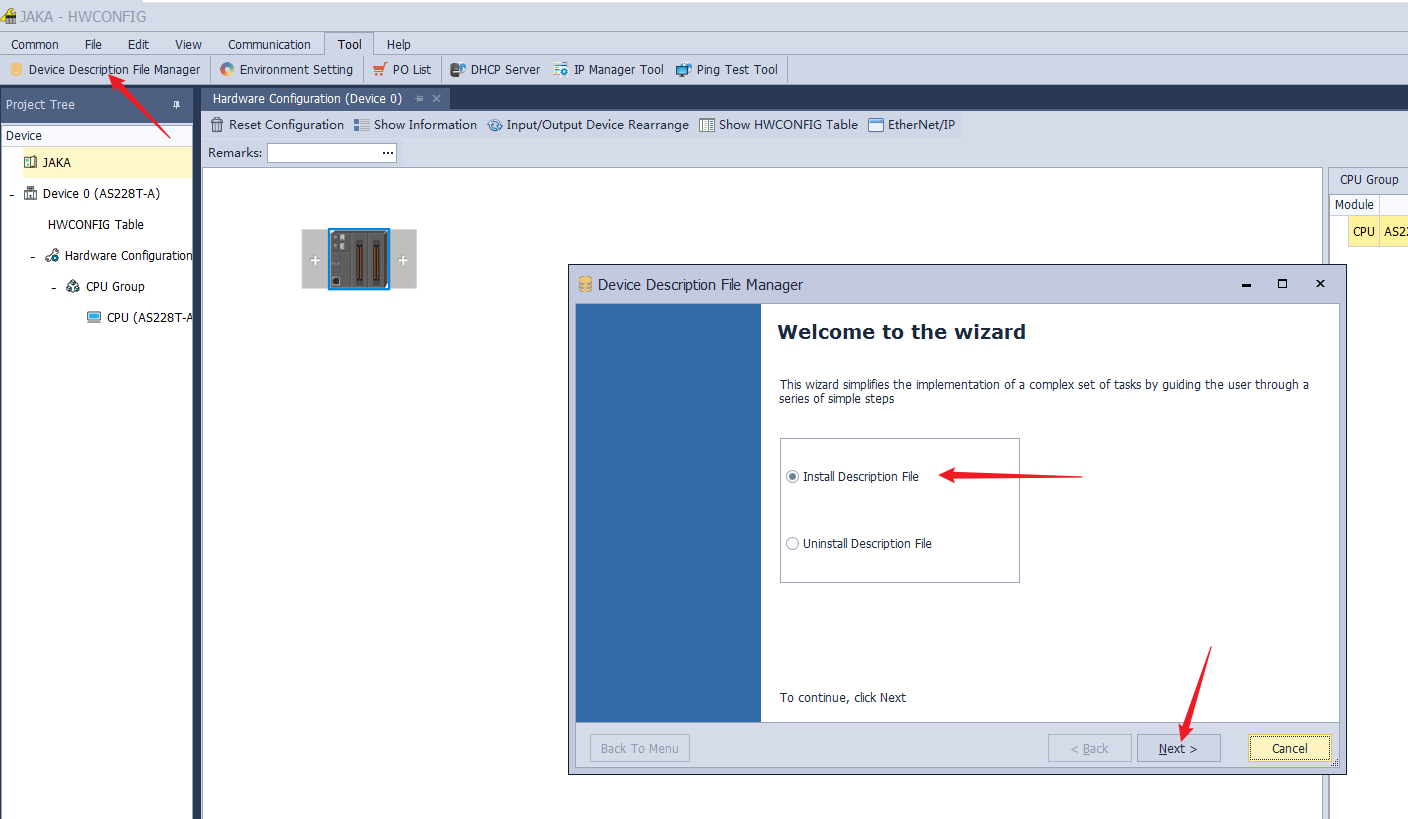 JAKA - HWCONFIG
Common File Edit View Communication Tool Help
Device Description File Manager Environment Setting PO List DHCP Server IP Manager Tool Ping Test Tool
Project Tree
Hardware Configuration (Device 0)
Device
Reset Configuration Show Information Input/Output Device Rearrange Show HWCONFIG Table EtherNet/IP
Remarks: ...
JAKA
Device 0 (AS228T-A)
HWCONFIG Table
Hardware Configuration
CPU Group
CPU (AS228T-A
CPU Group
Module
CPU AS22
Device Description File Manager
Welcome to the wizard
This wizard simplifies the implementation of a complex set of tasks by guiding the user through a
series of simple steps
Install Description File
Uninstall Description File
To continue, click Next
Back To Menu < Back Next > Cancel